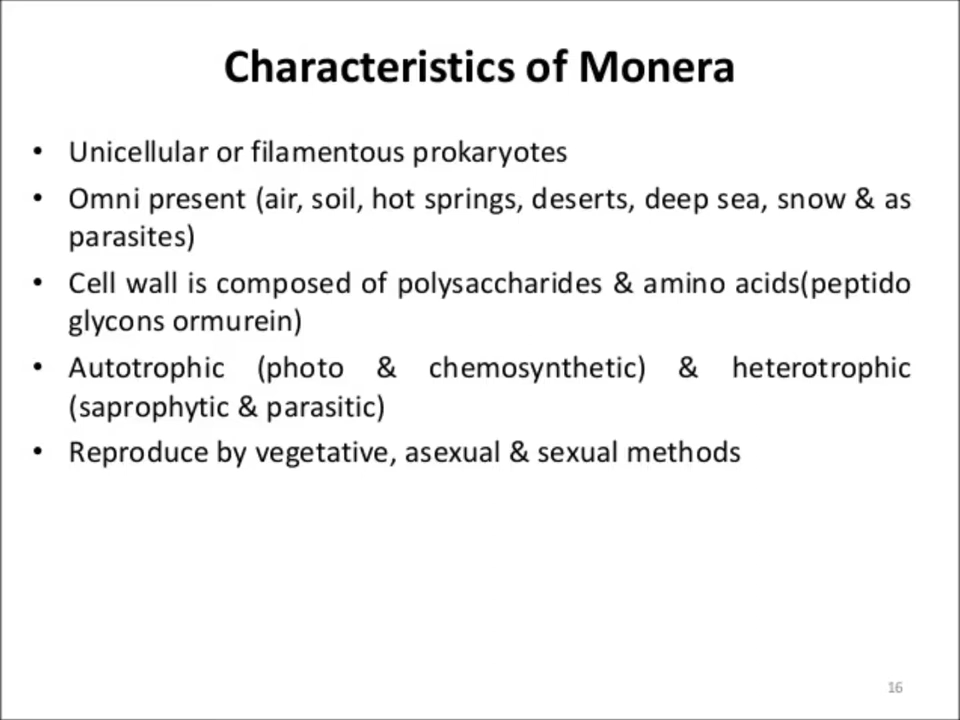 Characteristics of Monera
• Unicellular or filamentous prokaryotes
• Omni present (air, soil, hot springs, deserts, deep sea, snow & as
parasites)
• Cell wall is composed of polysaccharides & amino acids(peptido
glycons ormurein)
• Autotrophic (photo & chemosynthetic) & heterotrophic
(saprophytic & parasitic)
• Reproduce by vegetative, asexual & sexual methods
16